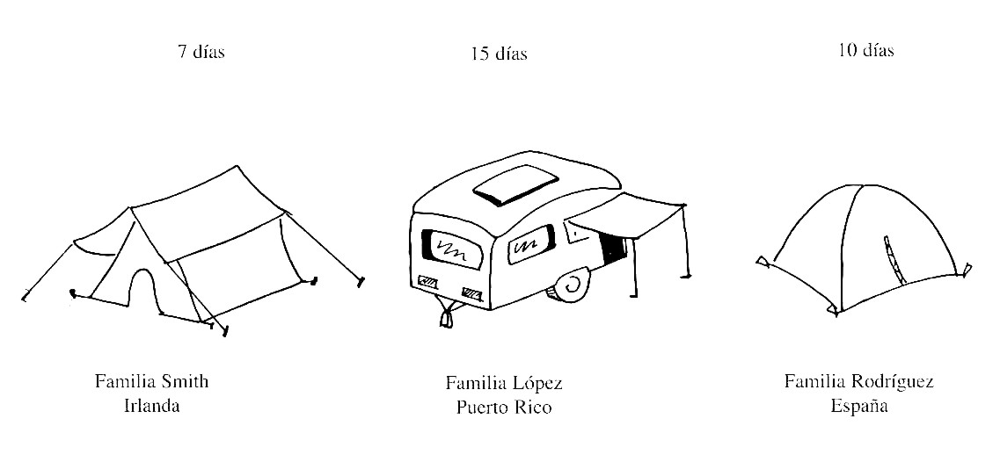 7 días
15 días
10 días
Familia Smith
Irlanda
Familia López
Puerto Rico
Familia Rodríguez
España